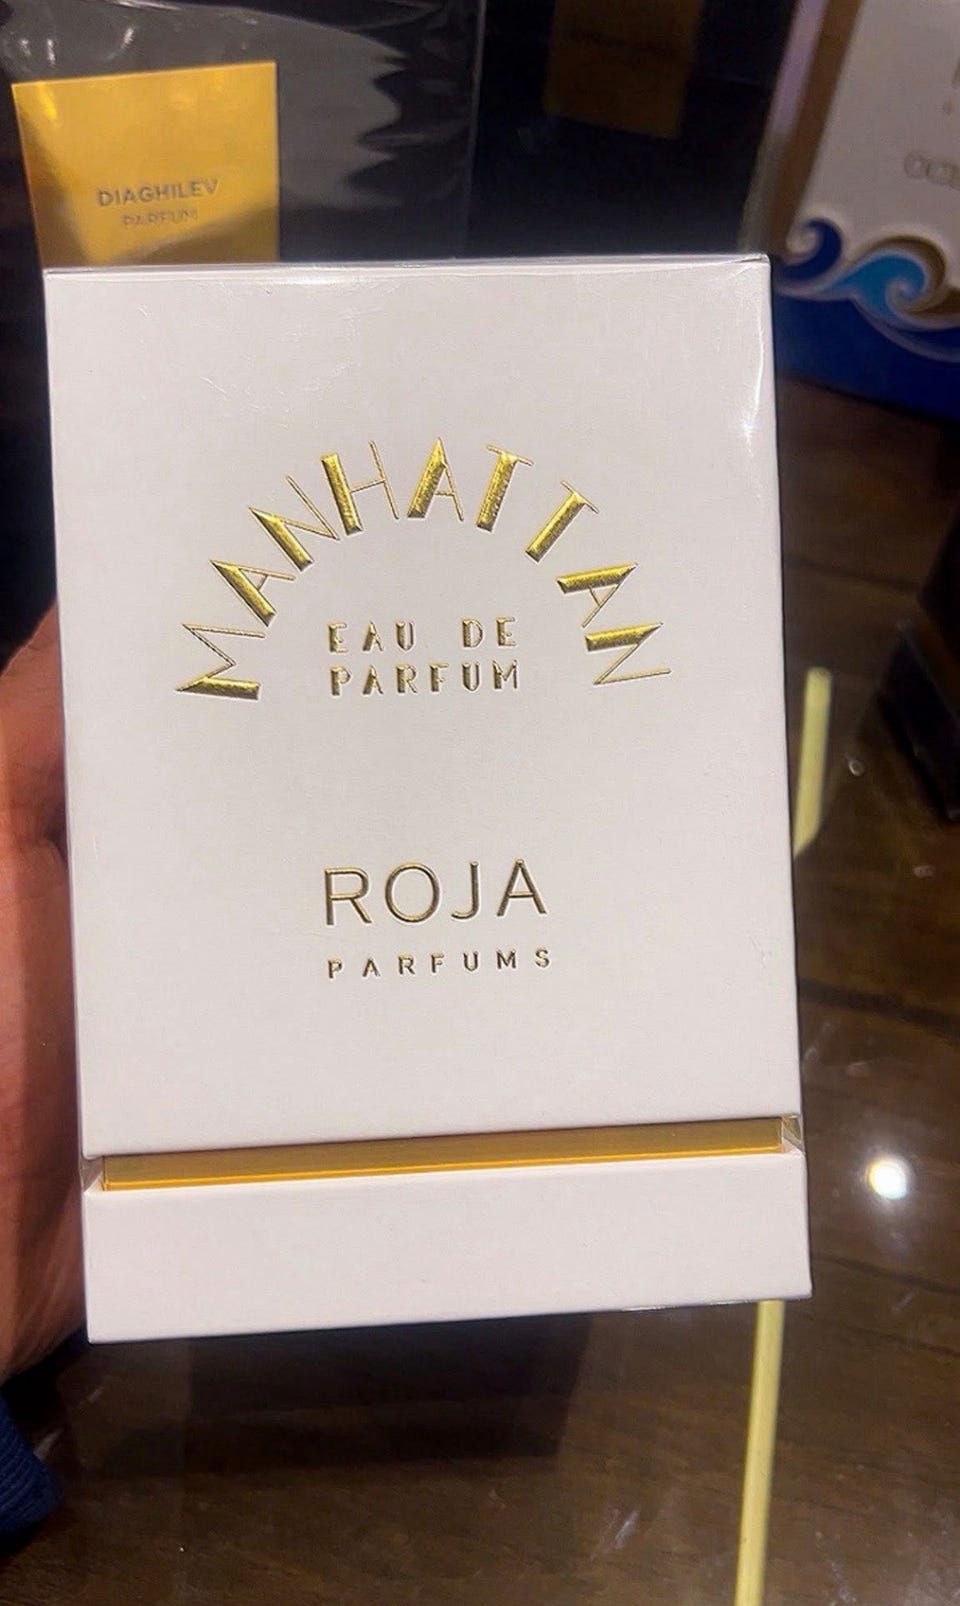 DIAGHILEV
PARFUM
MANHATTAN
EAU DE
PARFUM
ROJA
PARFUMS